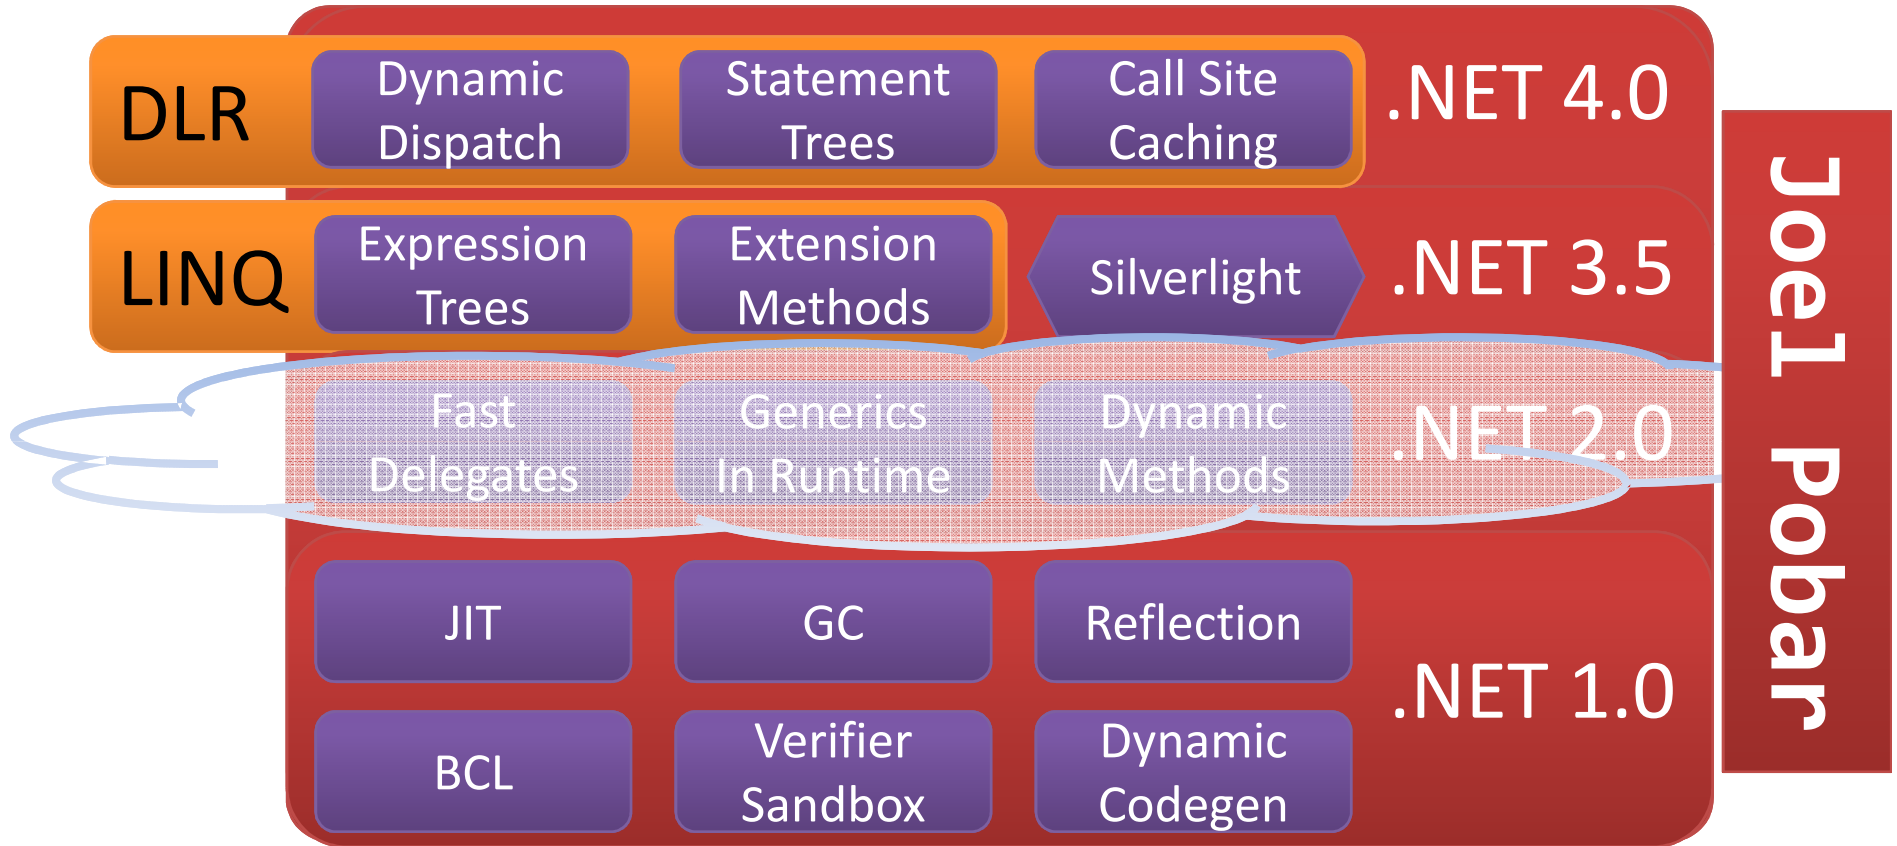 DLR
Dynamic
Dispatch
Statement
Trees
Call Site
Caching
.NET 4.0
LINQ
Expression
Trees
Extension
Methods
Silverlight
.NET 3.5
Fast
Delegates
Generics
In Runtime
Dynamic
Methods
.NET 2.0
JIT
GC
Reflection
BCL
Verifier
Sandbox
Dynamic
Codegen
.NET 1.0
Joel Pobar